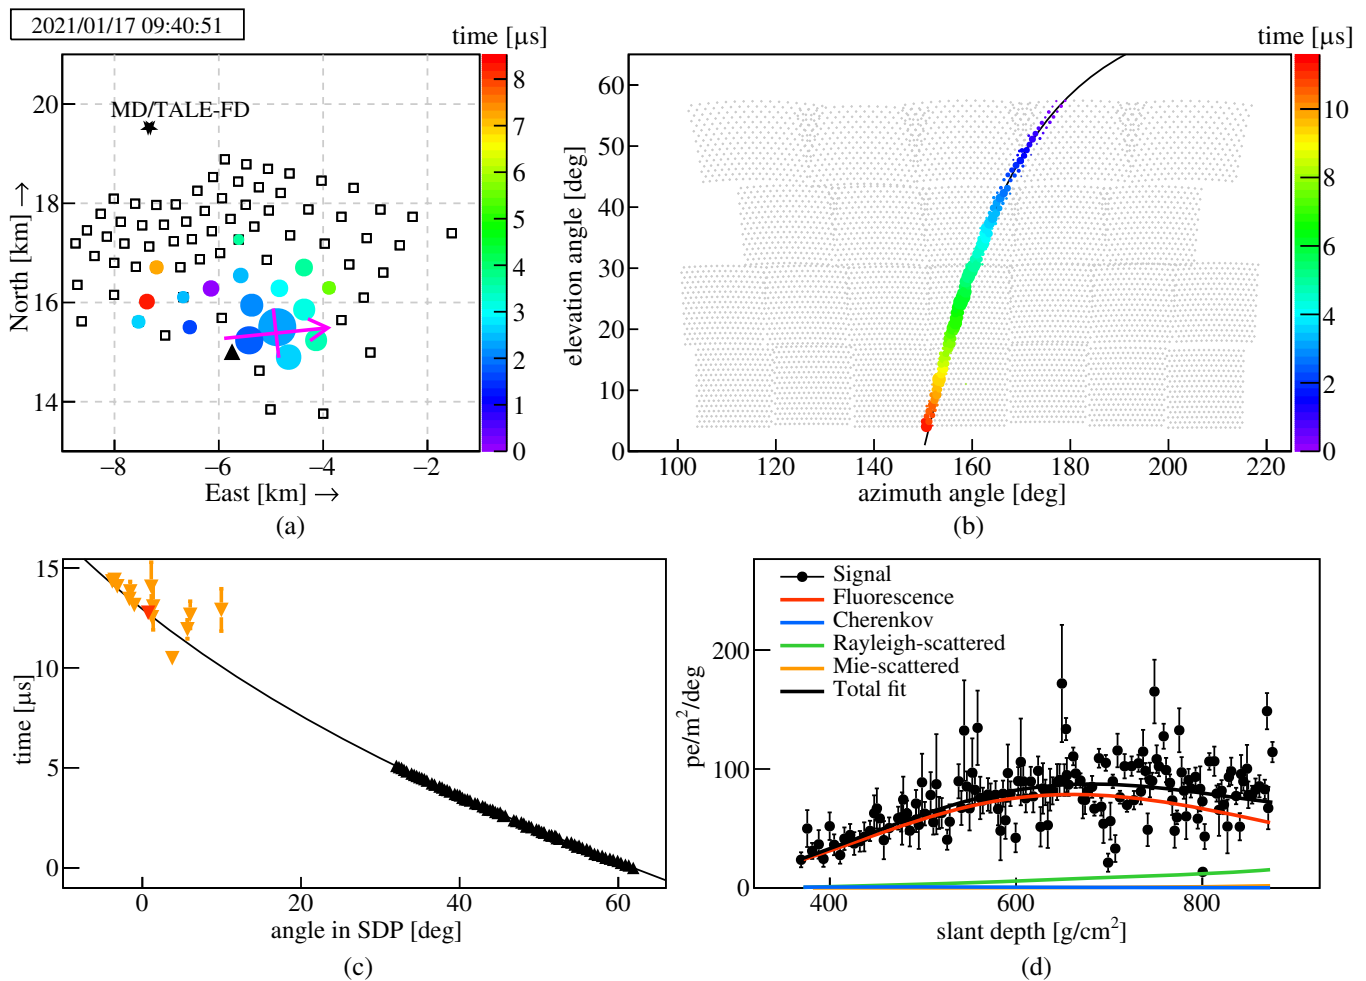 2021/01/17 09:40:51
time [μs]
MD/TALE-FD
20
18
16
14
−8
−6
−4
−2
North [km] →
East [km] →
8
7
6
5
4
3
2
1
0
(a)
time [μs]
60
50
40
30
20
10
0
100
120
140
160
180
200
220
elevation angle [deg]
azimuth angle [deg]
10
8
6
4
2
0
(b)
15
10
5
0
0
20
40
60
time [μs]
angle in SDP [deg]
(c)
Signal
Fluorescence
Cherenkov
Rayleigh-scattered
Mie-scattered
Total fit
200
100
0
400
600
800
pe/m²/deg
slant depth [g/cm²]
(d)